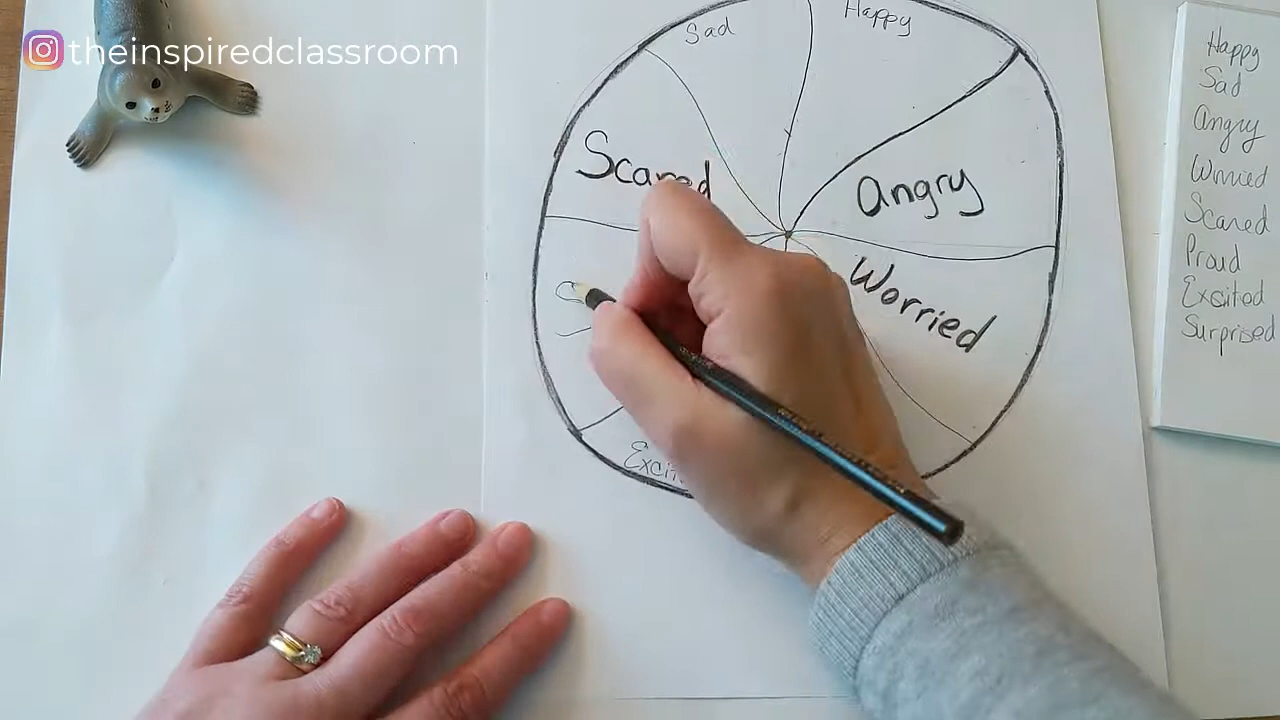 theinspiredclassroom
Sad
Happy
Scared
Angry
Worried
Happy
Sad
Angry
Worried
Scared
Proud
Excited
Surprised